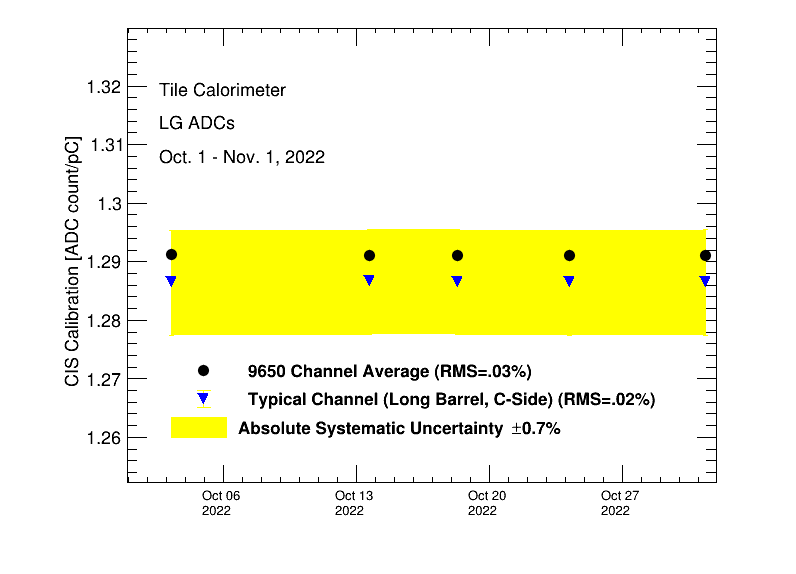 1.32
Tile Calorimeter
LG ADCs
1.31
Oct. 1 - Nov. 1, 2022
CIS Calibration [ADC count/pC]
1.3
1.29
1.28
9650 Channel Average (RMS=.03%)
1.27
Typical Channel (Long Barrel, C-Side) (RMS=.02%)
Absolute Systematic Uncertainty ±0.7%
1.26
Oct 06 Oct 13 Oct 20 Oct 27
2022 2022 2022 2022